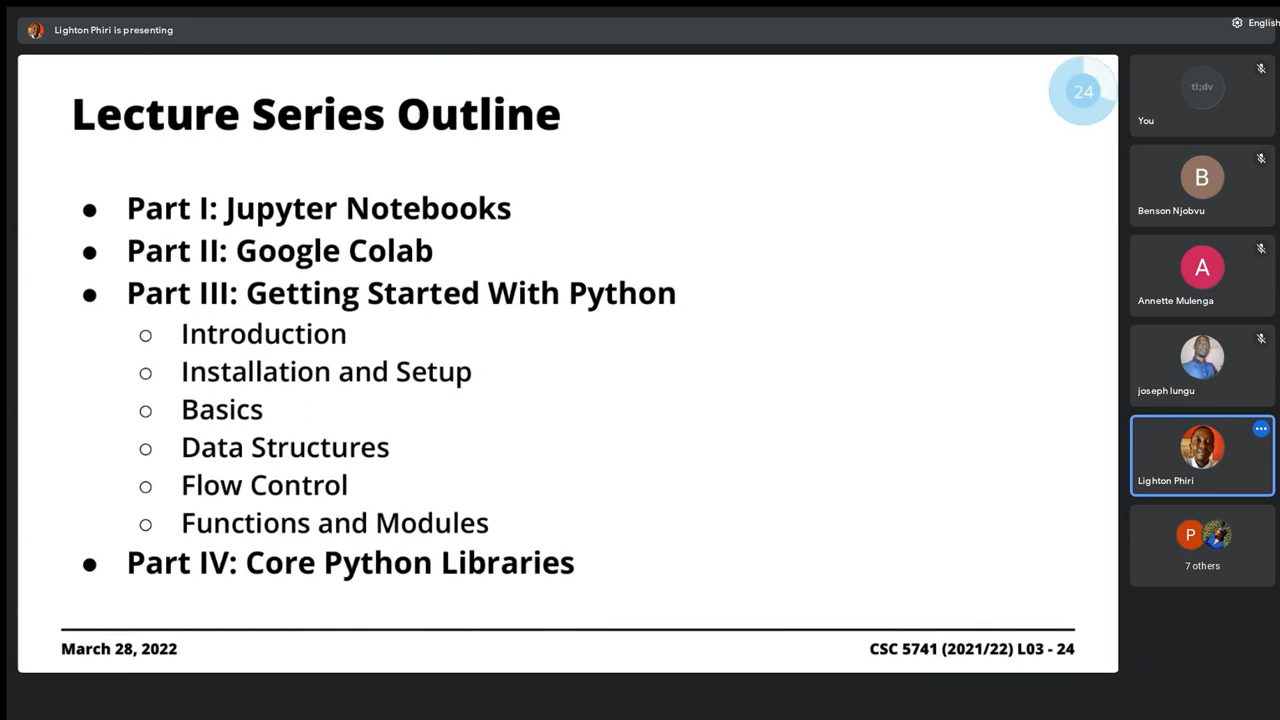 Lighton Phiri is presenting
English
Lecture Series Outline
24
● Part I: Jupyter Notebooks
● Part II: Google Colab
● Part III: Getting Started With Python
○ Introduction
○ Installation and Setup
○ Basics
○ Data Structures
○ Flow Control
○ Functions and Modules
● Part IV: Core Python Libraries
March 28, 2022
CSC 5741 (2021/22) L03 - 24
tl;dv
You
B
Benson Njobvu
A
Annette Mulenga
joseph lungu
Lighton Phiri
P
7 others